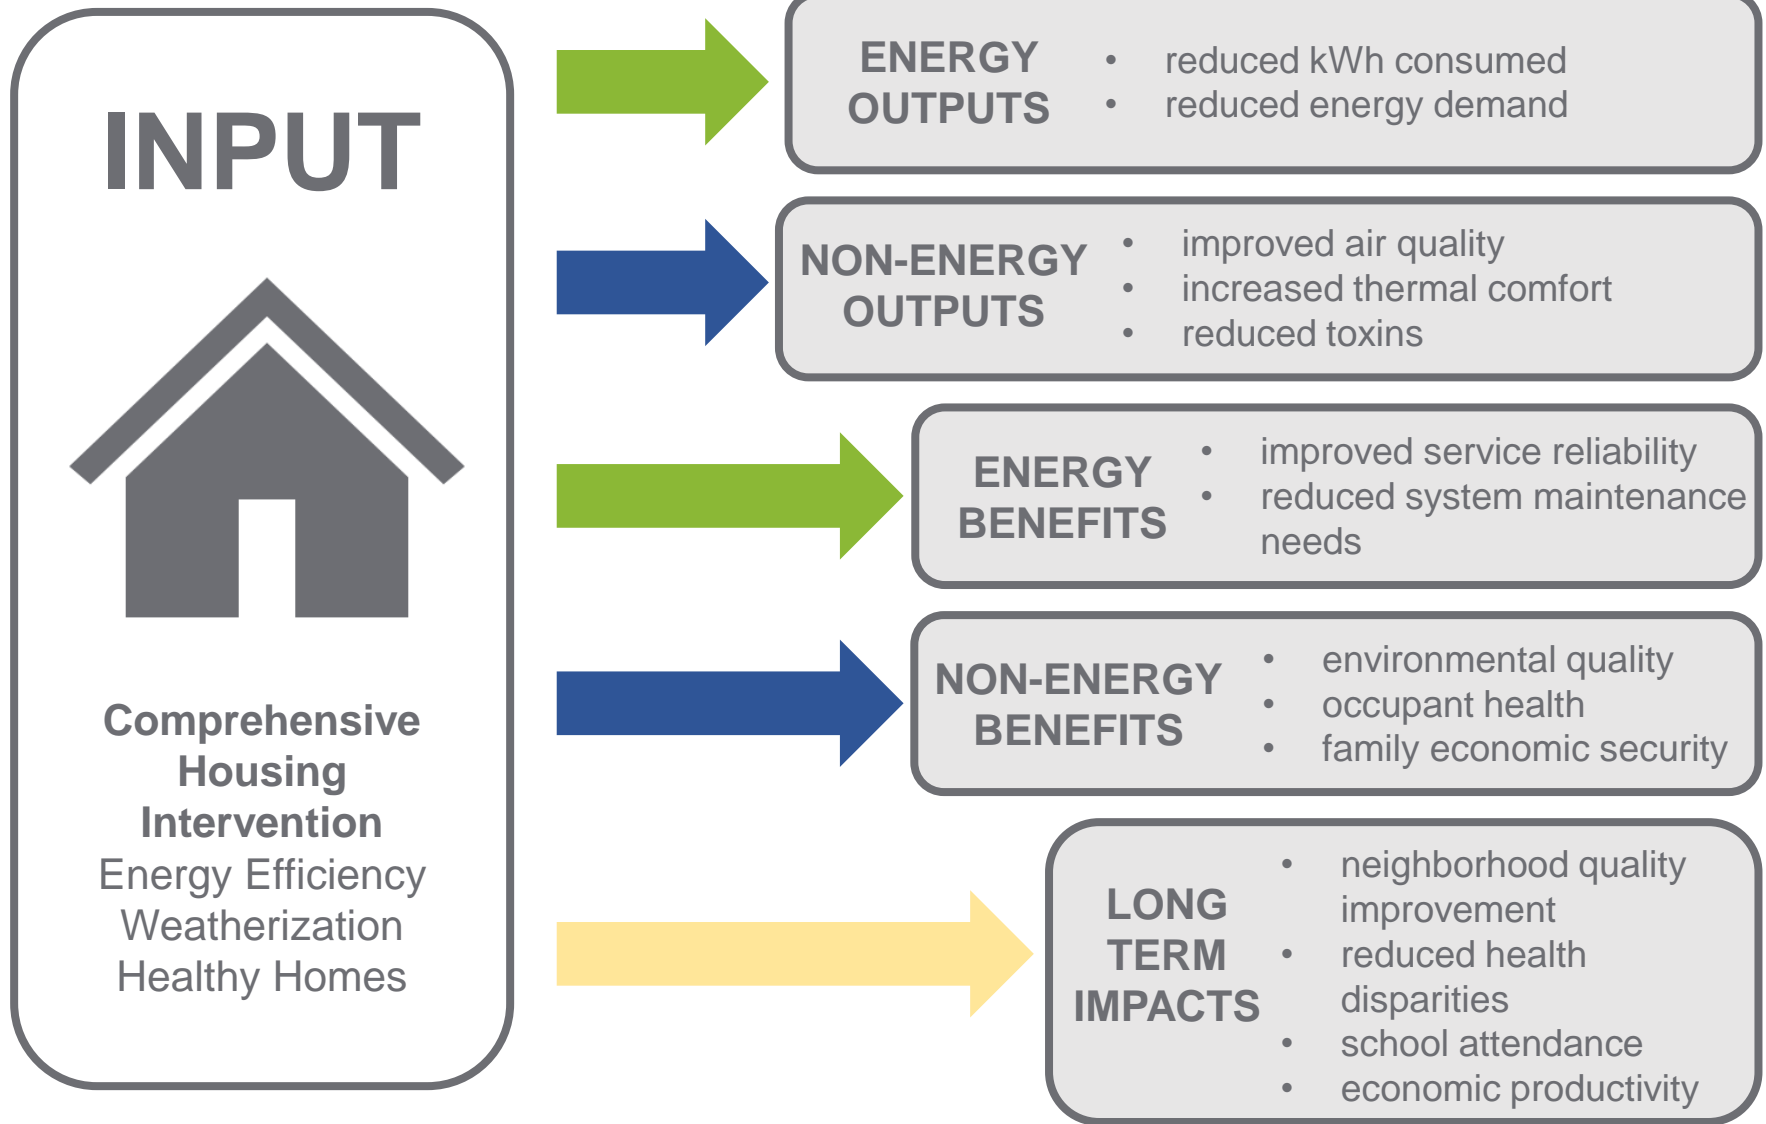 INPUT
Comprehensive
Housing
Intervention
Energy Efficiency
Weatherization
Healthy Homes
ENERGY
OUTPUTS
• reduced kWh consumed
• reduced energy demand
NON-ENERGY
OUTPUTS
• improved air quality
• increased thermal comfort
• reduced toxins
ENERGY
BENEFITS
• improved service reliability
• reduced system maintenance
needs
NON-ENERGY
BENEFITS
• environmental quality
• occupant health
• family economic security
LONG
TERM
IMPACTS
• neighborhood quality
improvement
• reduced health
disparities
• school attendance
• economic productivity